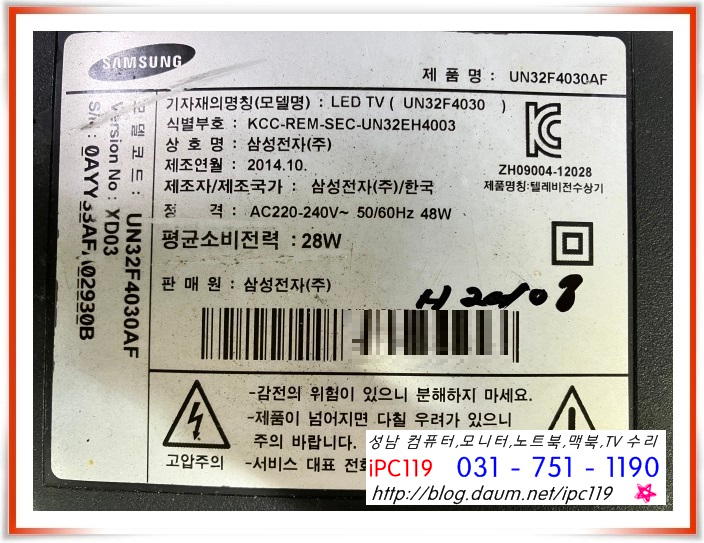 SAMSUNG
제 품 명 : UN32F4030AF
기자재의명칭(모델명) : LED TV ( UN32F4030 )
식별부호 : KCC-REM-SEC-UN32EH4003
상 호 명 : 삼성전자(주)
제조연월 : 2014.10.
제조자/제조국가 : 삼성전자(주)/한국
정 격 : AC220-240V~ 50/60Hz 48W
평균소비전력 : 28W
판 매 원 : 삼성전자(주)
ZH09004-12028
제품명칭:텔레비전수상기
모델코드 : UN32F4030AF
Version No : XD03
S/N :
-감전의 위험이 있으니 분해하지 마세요.
-제품이 넘어지면 다칠 우려가 있으니
주의 바랍니다.
-서비스 대표 전화
고압주의
성남 컴퓨터,모니터,노트북,맥북,TV 수리
iPC119 031 - 751 - 1190
http://blog.daum.net/ipc119